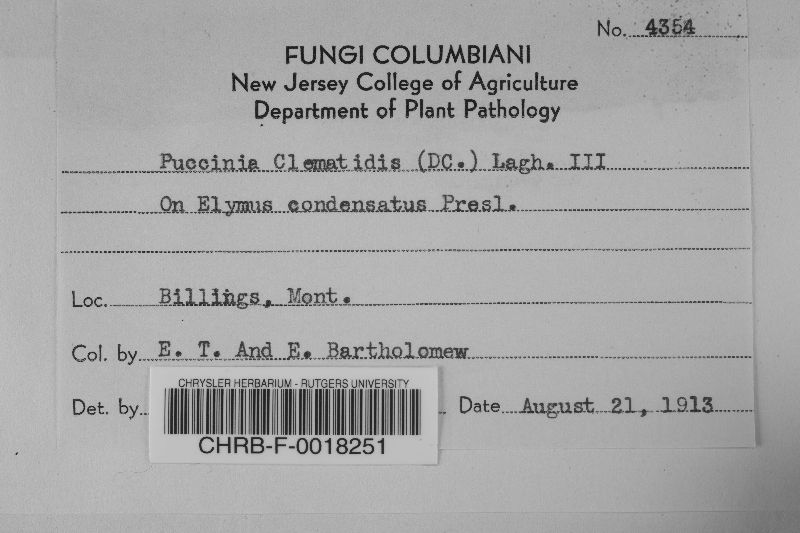 No. 4354
FUNGI COLUMBIANI
New Jersey College of Agriculture
Department of Plant Pathology
Puccinia Clematidis (DC.) Lagh. III
On Elymus condensatus Presl.
Loc. Billings, Mont.
Col. by E. T. And E. Bartholomew
Det. by Date August 21, 1913
CHRYSLER HERBARIUM - RUTGERS UNIVERSITY
CHRB-F-0018251